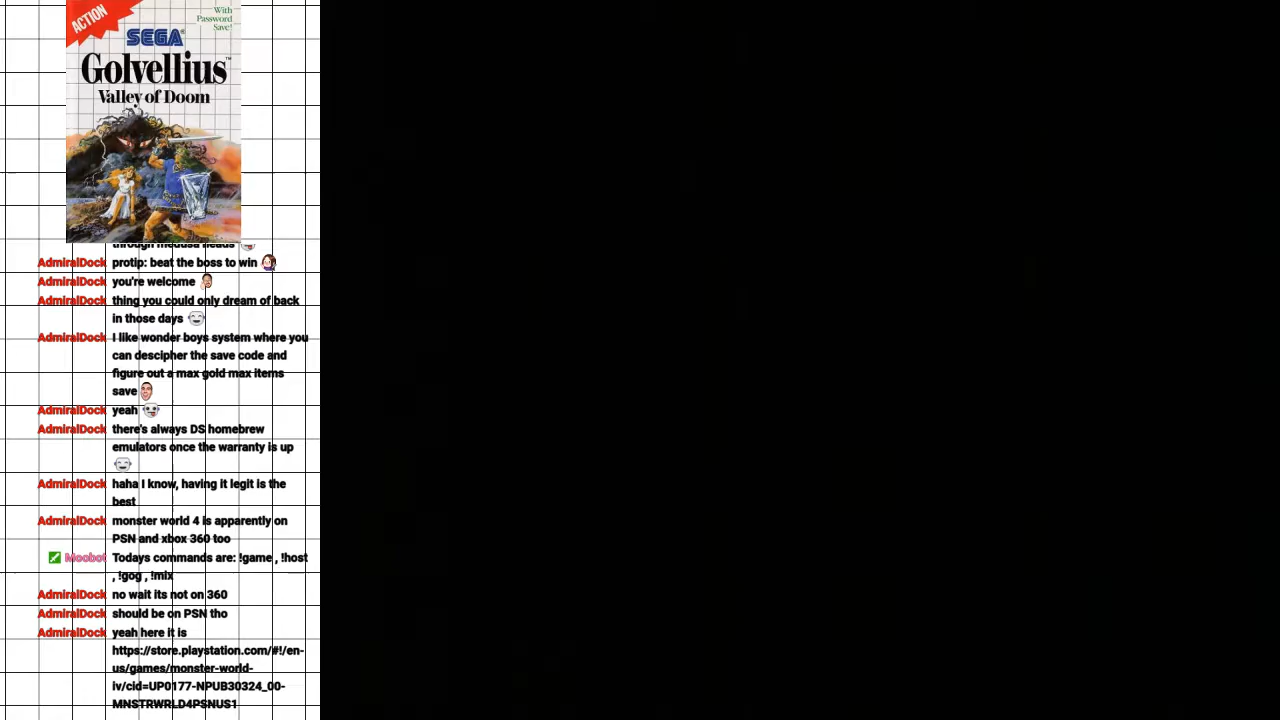 ACTION
With
Password
Save!
SEGA®
Golvellius™
Valley of Doom
through medusa heads
AdmiralDock protip: beat the boss to win
AdmiralDock you're welcome
AdmiralDock thing you could only dream of back
in those days
AdmiralDock I like wonder boys system where you
can descipher the save code and
figure out a max gold max items
save
AdmiralDock yeah
AdmiralDock there's always DS homebrew
emulators once the warranty is up
AdmiralDock haha I know, having it legit is the
best
AdmiralDock monster world 4 is apparently on
PSN and xbox 360 too
Moobot Todays commands are: !game , !host
, !gog , !mix
AdmiralDock no wait its not on 360
AdmiralDock should be on PSN tho
AdmiralDock yeah here it is
https://store.playstation.com/#!/en-
us/games/monster-world-
iv/cid=UP0177-NPUB30324_00-
MNSTRWRLD4PSNUS1